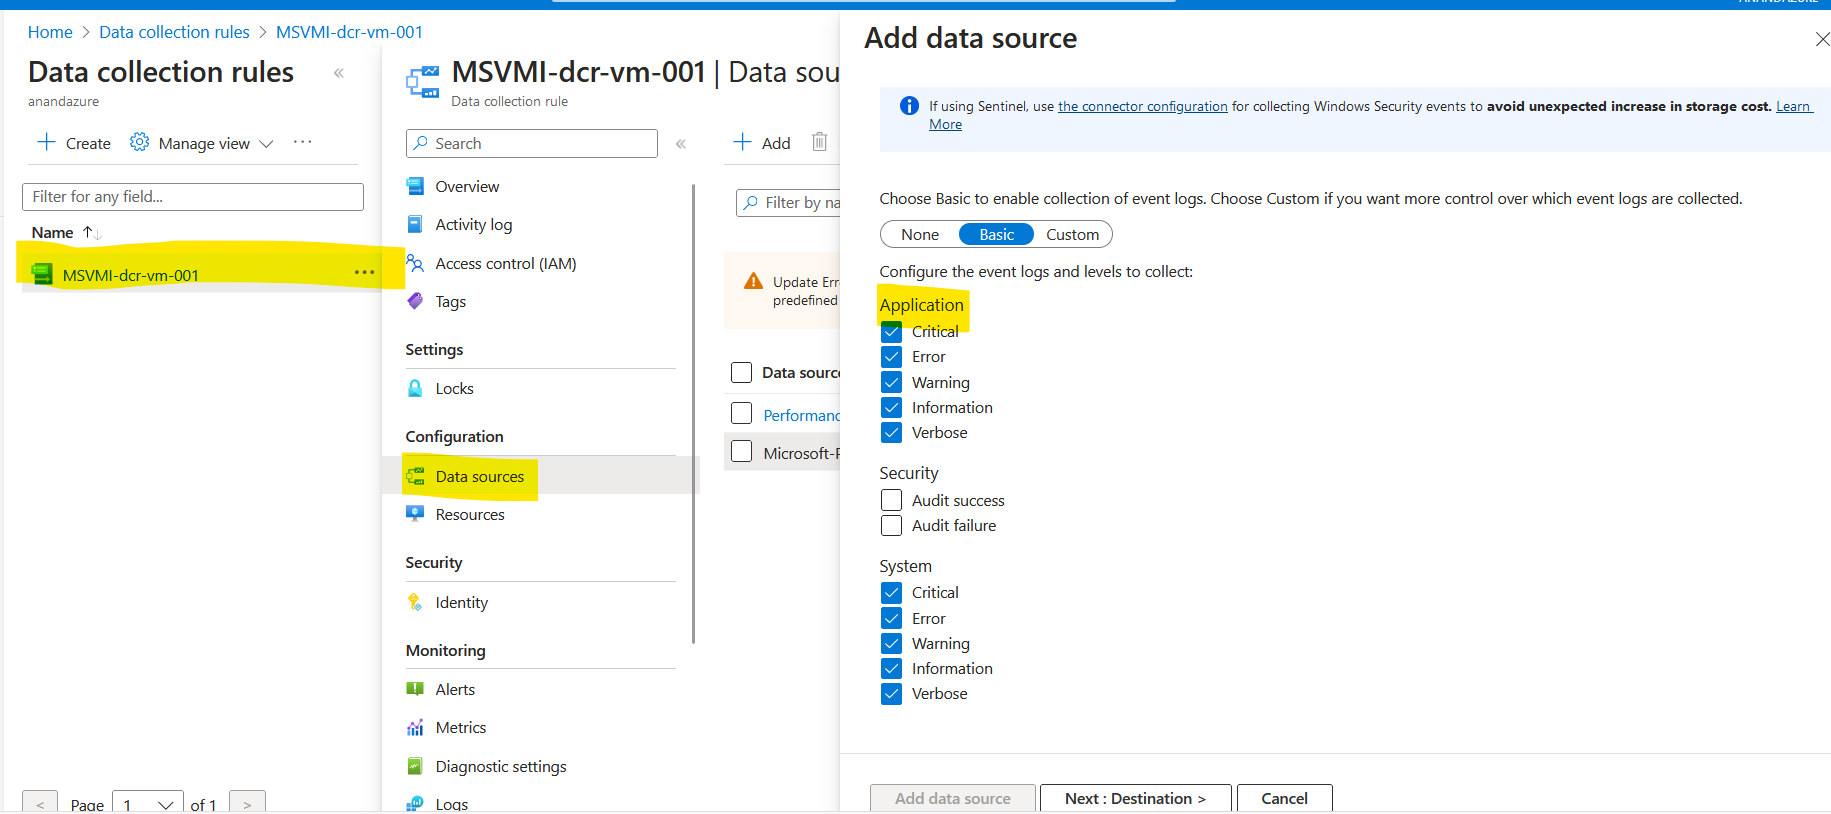 Home > Data collection rules > MSVMI-dcr-vm-001
Data collection rules
anandazure
Create
Manage view
Filter for any field...
Name
MSVMI-dcr-vm-001
< Page 1 of 1 >
MSVMI-dcr-vm-001 | Data sou
Data collection rule
Search
Overview
Activity log
Access control (IAM)
Tags
Settings
Locks
Configuration
Data sources
Resources
Security
Identity
Monitoring
Alerts
Metrics
Diagnostic settings
Logs
Add
Filter by na
Update Err
predefined
Data source
Performanc
Microsoft-
Add data source
If using Sentinel, use the connector configuration for collecting Windows Security events to avoid unexpected increase in storage cost. Learn
More
Choose Basic to enable collection of event logs. Choose Custom if you want more control over which event logs are collected.
None Basic Custom
Configure the event logs and levels to collect:
Application
Critical
Error
Warning
Information
Verbose
Security
Audit success
Audit failure
System
Critical
Error
Warning
Information
Verbose
Add data source
Next : Destination >
Cancel